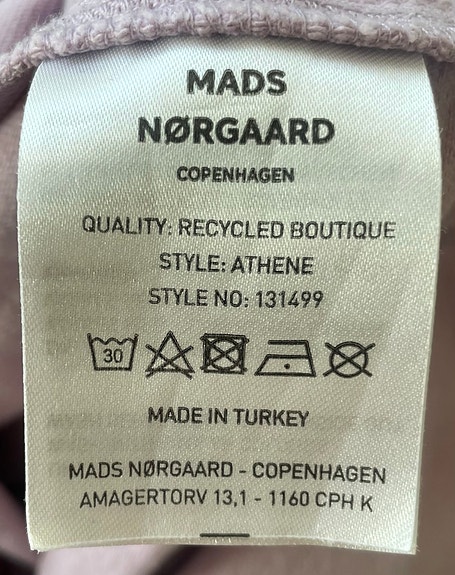 MADS
NØRGAARD
COPENHAGEN
QUALITY: RECYCLED BOUTIQUE
STYLE: ATHENE
STYLE NO: 131499
30
MADE IN TURKEY
MADS NØRGAARD - COPENHAGEN
AMAGERTORV 13,1 - 1160 CPH K